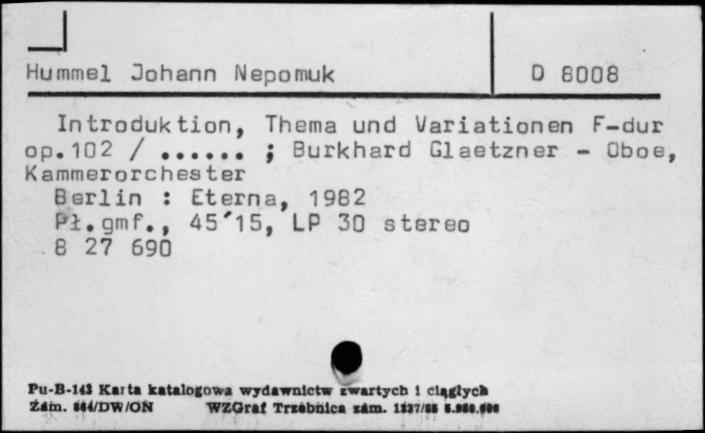 Hummel Johann Nepomuk D 8008
Introduktion, Thema und Variationen F-dur
op.102 / ...... ; Burkhard Glaetzner - Oboe,
Kammerorchester
Berlin : Eterna, 1982
Pł.gmf., 45'15, LP 30 stereo
8 27 690
Pu-B-143 Karta katalogowa wydawnictw zwartych i ciągłych
Zam. 844/DW/ON WZGraf Trzebnica zam.